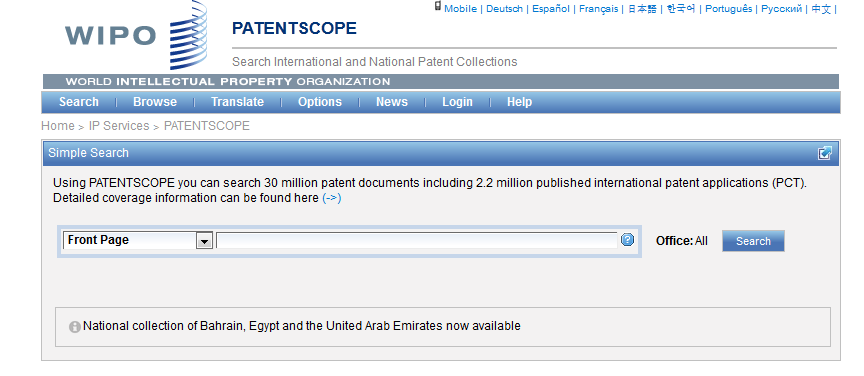 Mobile | Deutsch | Español | Français | 日本語 | 한국어 | Português | Русский | 中文 |
WIPO
PATENTSCOPE
Search International and National Patent Collections
WORLD INTELLECTUAL PROPERTY ORGANIZATION
Search | Browse | Translate | Options | News | Login | Help
Home > IP Services > PATENTSCOPE
Simple Search
Using PATENTSCOPE you can search 30 million patent documents including 2.2 million published international patent applications (PCT).
Detailed coverage information can be found here (->)
Front Page ? Office: All Search
National collection of Bahrain, Egypt and the United Arab Emirates now available